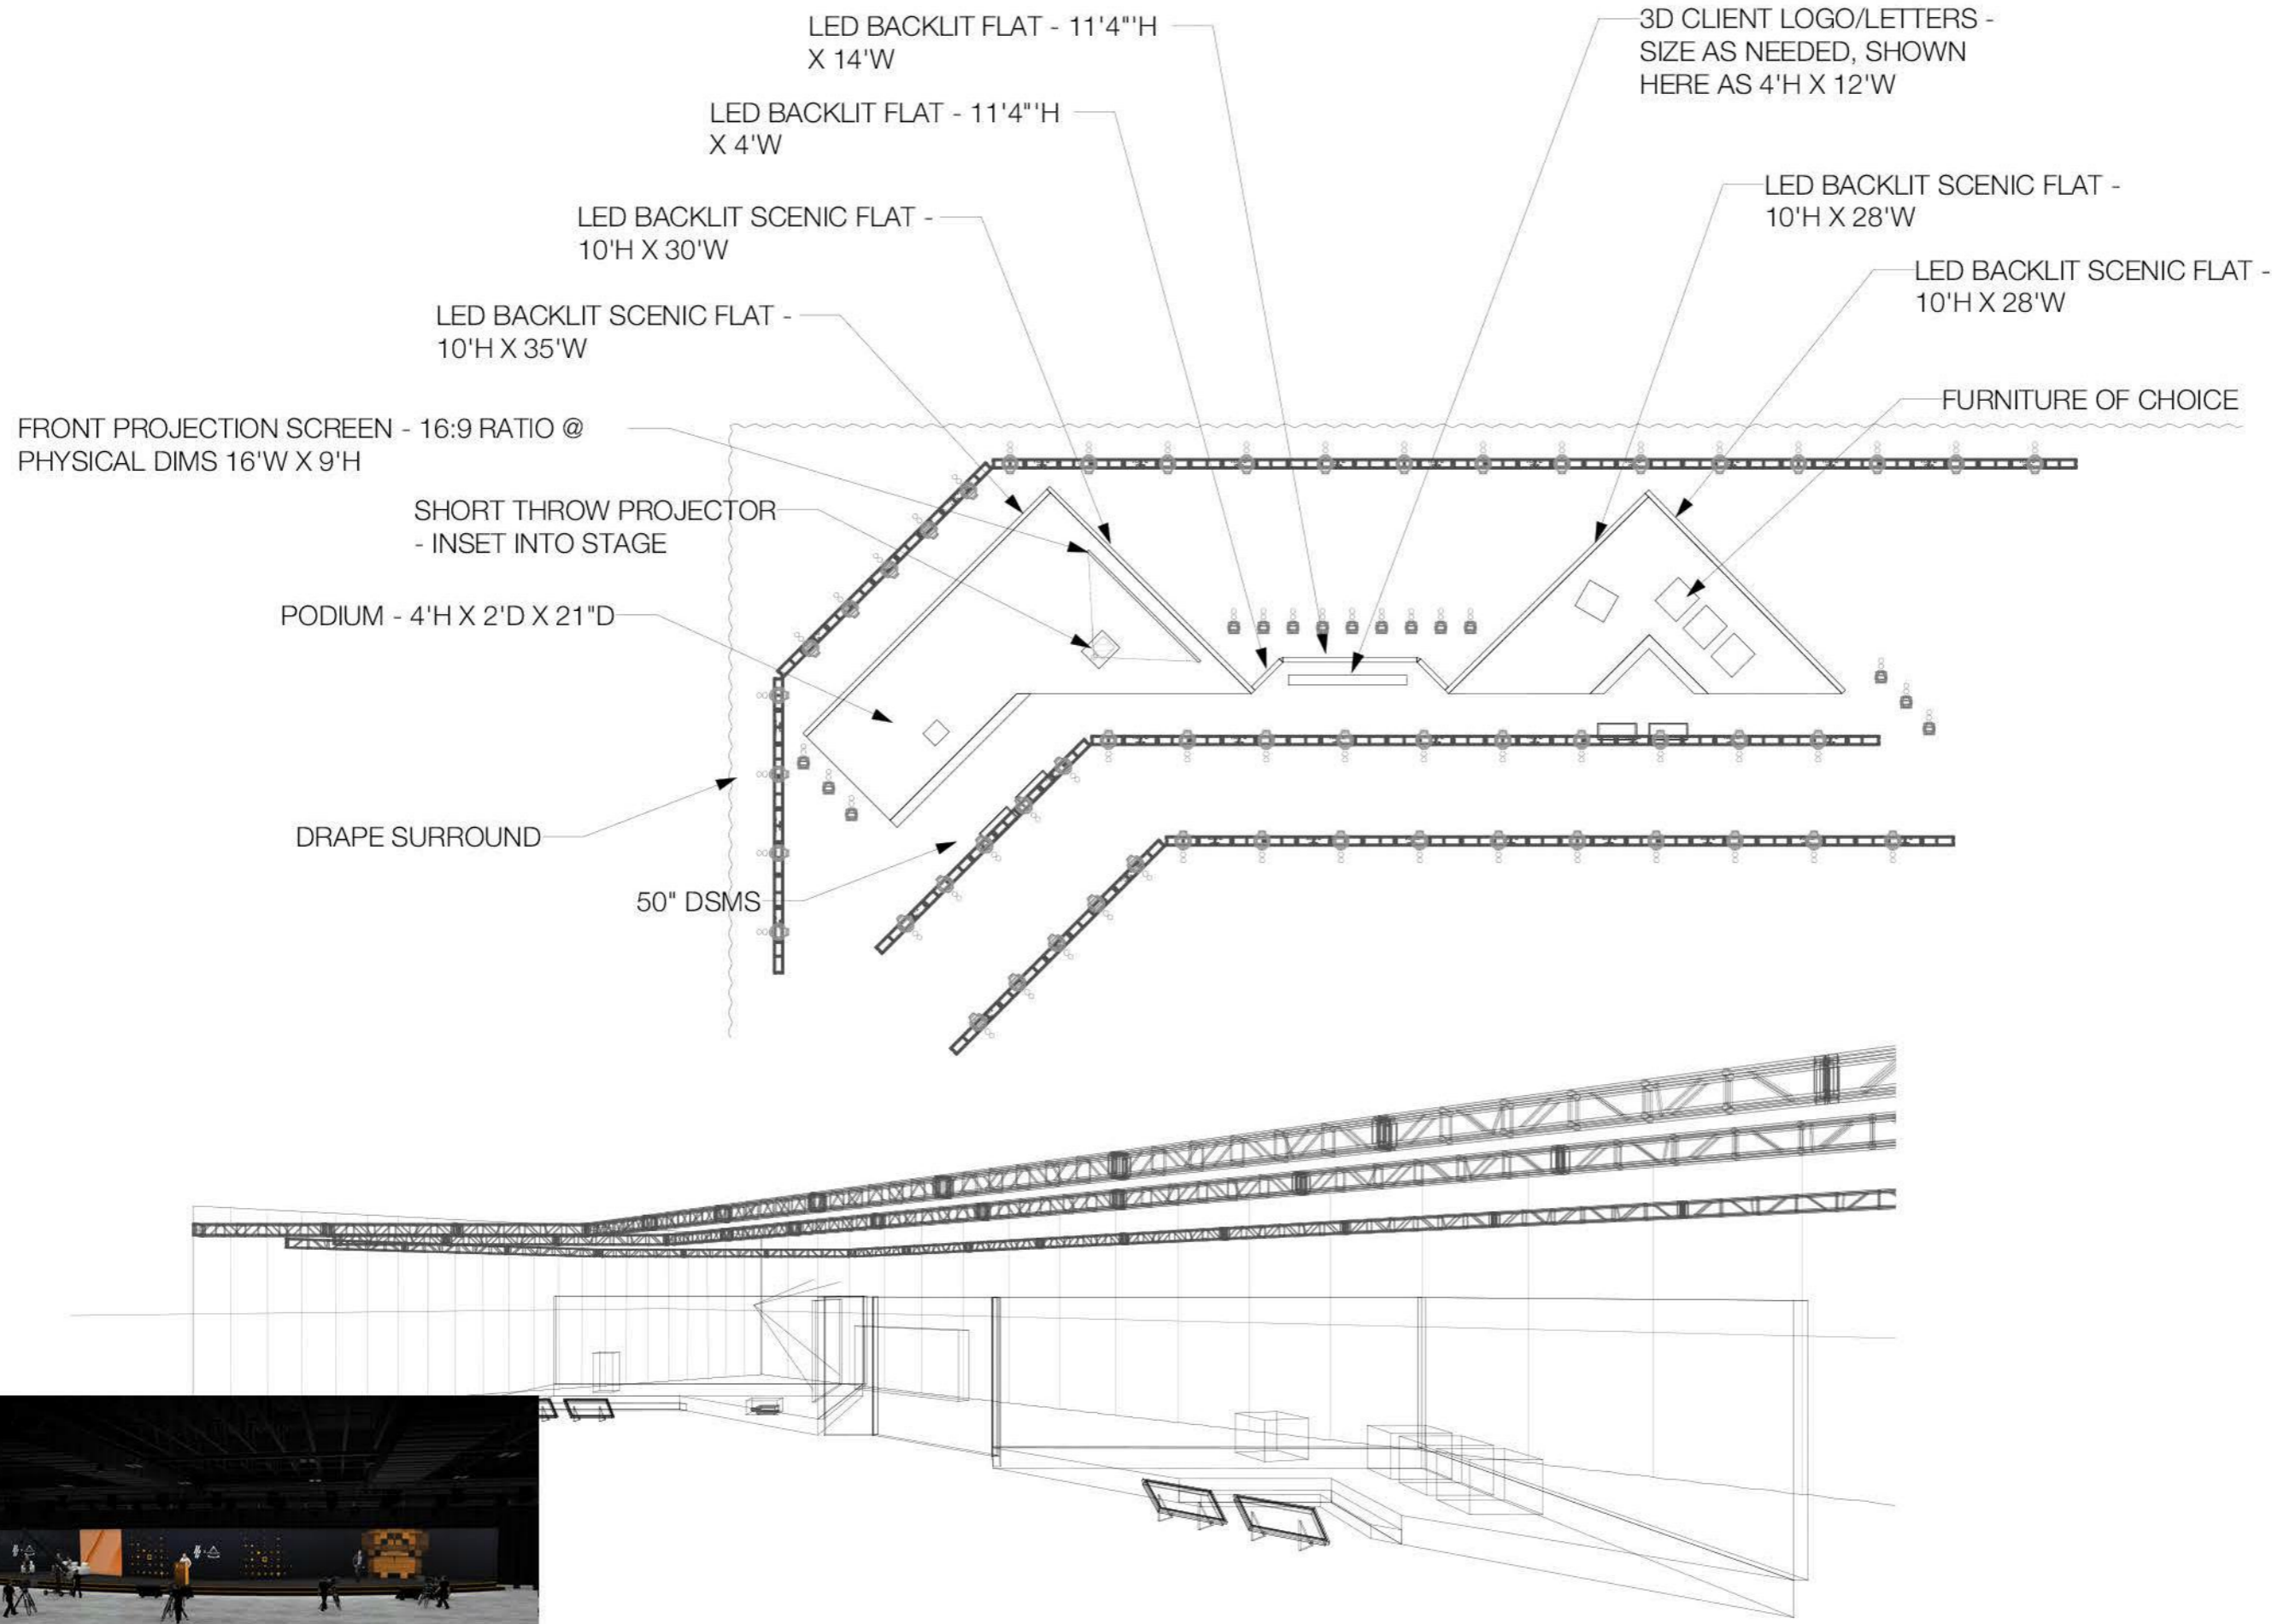 LED BACKLIT FLAT - 11'4"'H
X 14'W
3D CLIENT LOGO/LETTERS -
SIZE AS NEEDED, SHOWN
HERE AS 4'H X 12'W
LED BACKLIT FLAT - 11'4"'H
X 4'W
LED BACKLIT SCENIC FLAT -
10'H X 28'W
LED BACKLIT SCENIC FLAT -
10'H X 30'W
LED BACKLIT SCENIC FLAT -
10'H X 28'W
LED BACKLIT SCENIC FLAT -
10'H X 35'W
FURNITURE OF CHOICE
FRONT PROJECTION SCREEN - 16:9 RATIO @
PHYSICAL DIMS 16'W X 9'H
SHORT THROW PROJECTOR
- INSET INTO STAGE
PODIUM - 4'H X 2'D X 21"D
DRAPE SURROUND
50" DSMS